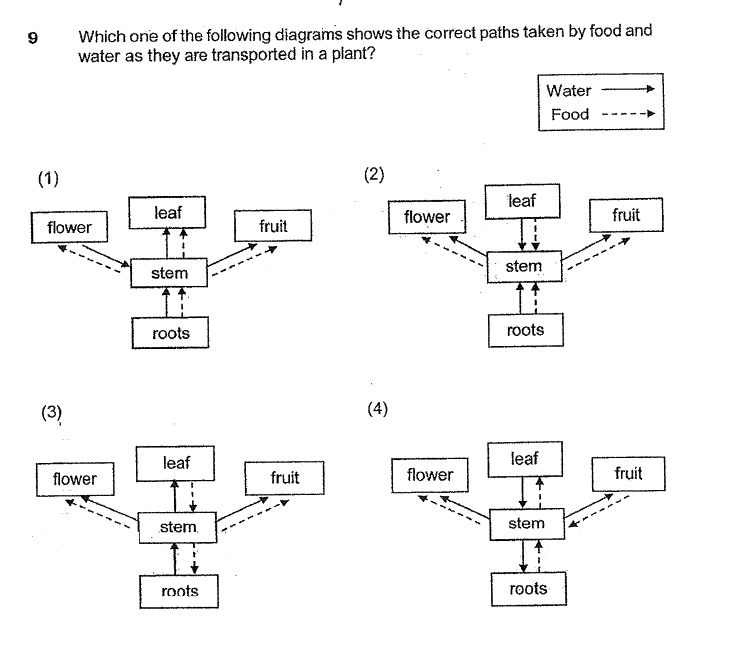 9 Which one of the following diagrams shows the correct paths taken by food and
water as they are transported in a plant?
Water
Food
(1)
leaf
flower
fruit
stem
roots
(2)
leaf
flower
fruit
stem
roots
(3)
leaf
flower
fruit
stem
roots
(4)
leaf
flower
fruit
stem
roots